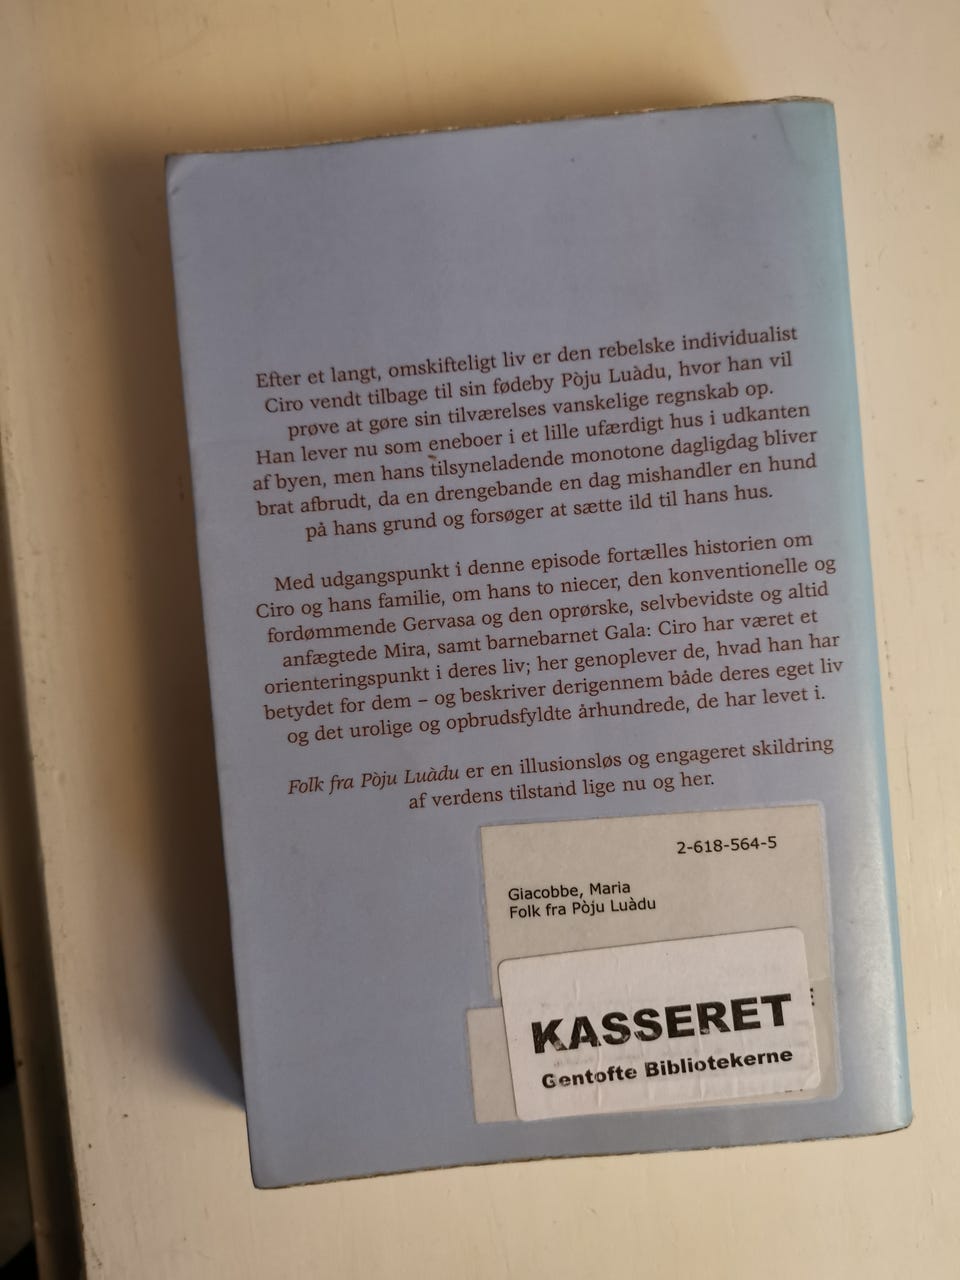 Efter et langt, omskifteligt liv er den rebelske individualist
Ciro vendt tilbage til sin fødeby Pòju Luàdu, hvor han vil
prøve at gøre sin tilværelses vanskelige regnskab op.
Han lever nu som eneboer i et lille ufærdigt hus i udkanten
af byen, men hans tilsyneladende monotone dagligdag bliver
brat afbrudt, da en drengebande en dag mishandler en hund
på hans grund og forsøger at sætte ild til hans hus.
Med udgangspunkt i denne episode fortælles historien om
Ciro og hans familie, om hans to niecer, den konventionelle og
fordømmende Gervasa og den oprørske, selvbevidste og altid
anfægtede Mira, samt barnebarnet Gala: Ciro har været et
orienteringspunkt i deres liv; her genoplever de, hvad han har
betydet for dem – og beskriver derigennem både deres eget liv
og det urolige og opbrudsfyldte århundrede, de har levet i.
Folk fra Pòju Luàdu er en illusionsløs og engageret skildring
af verdens tilstand lige nu og her.
2-618-564-5
Giacobbe, Maria
Folk fra Pòju Luàdu
KASSERET
Gentofte Bibliotekerne